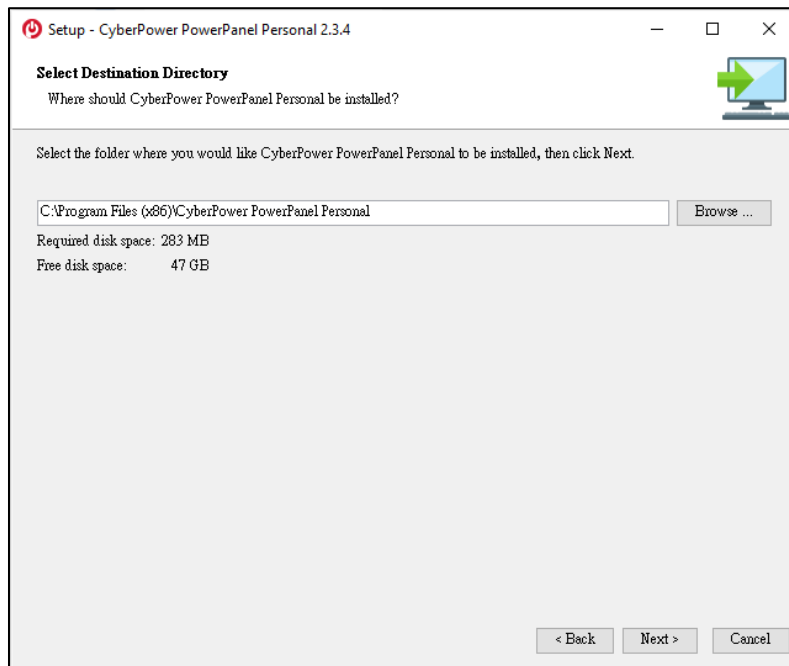 Setup - CyberPower PowerPanel Personal 2.3.4
Select Destination Directory
Where should CyberPower PowerPanel Personal be installed?
Select the folder where you would like CyberPower PowerPanel Personal to be installed, then click Next.
C:\Program Files (x86)\CyberPower PowerPanel Personal
Browse ...
Required disk space: 283 MB
Free disk space: 47 GB
< Back Next > Cancel